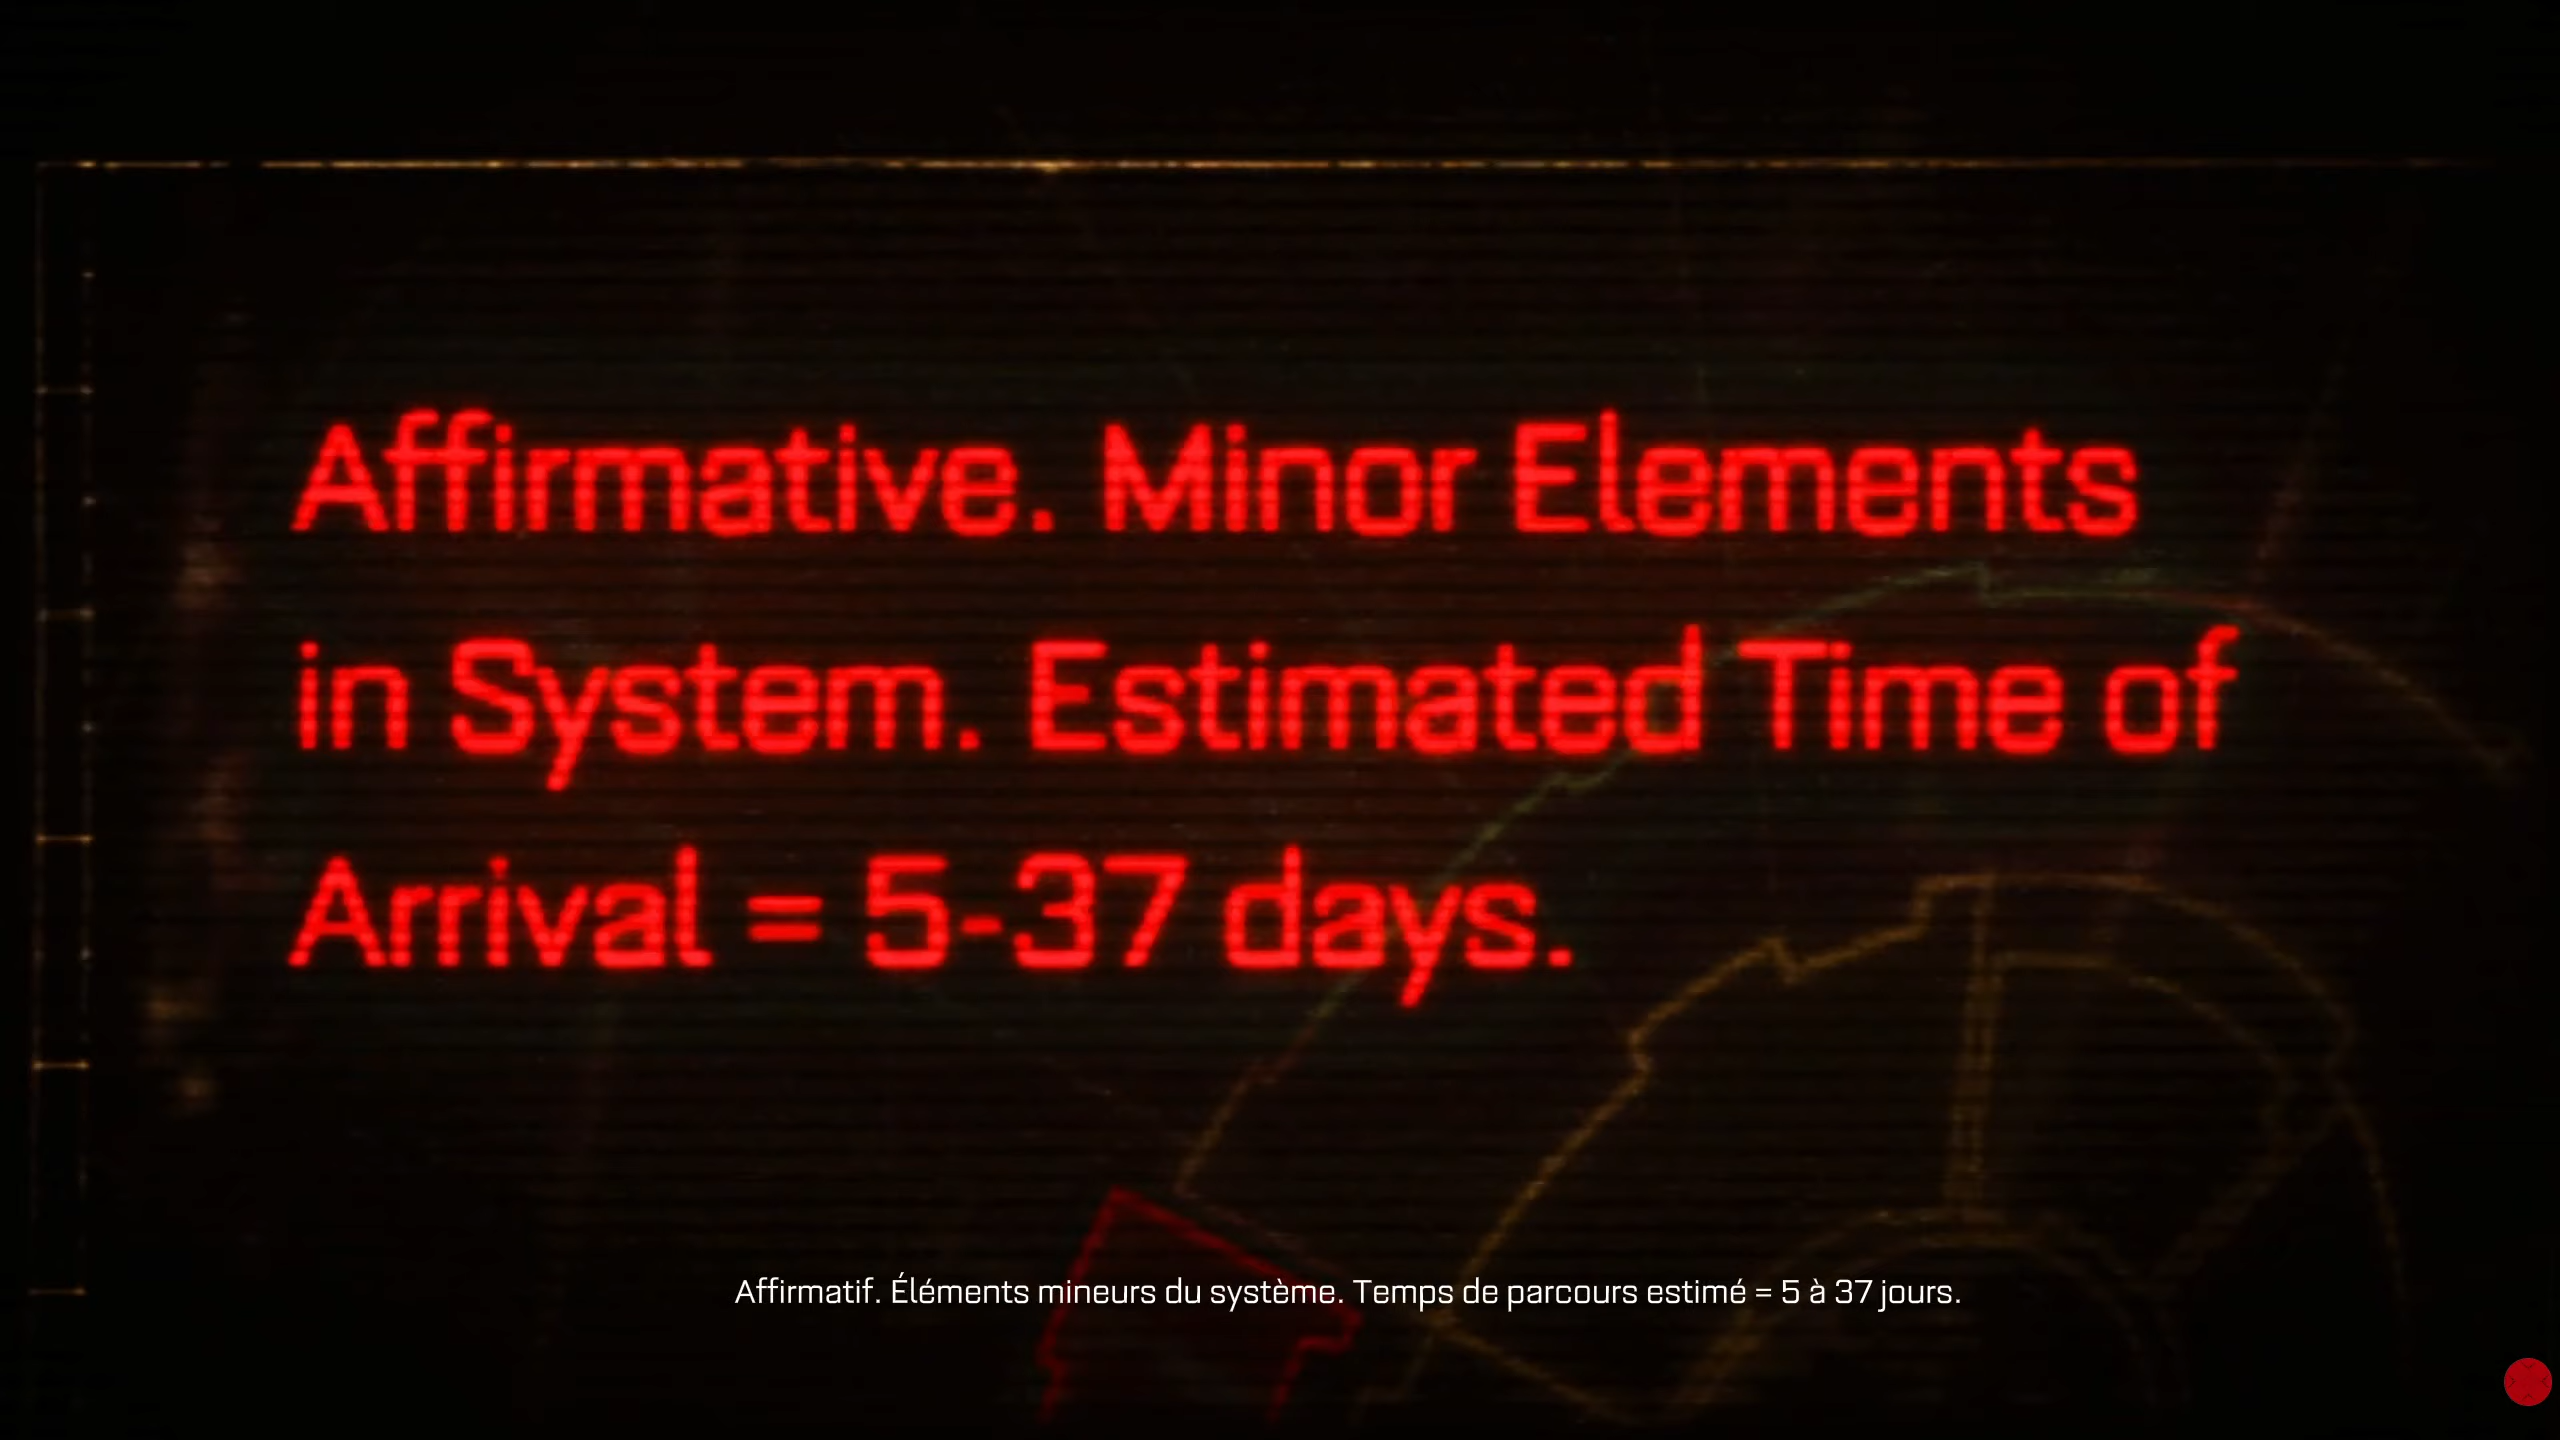 Affirmative. Minor Elements
in System. Estimated Time of
Arrival = 5-37 days.
Affirmatif. Éléments mineurs du système. Temps de parcours estimé = 5 à 37 jours.